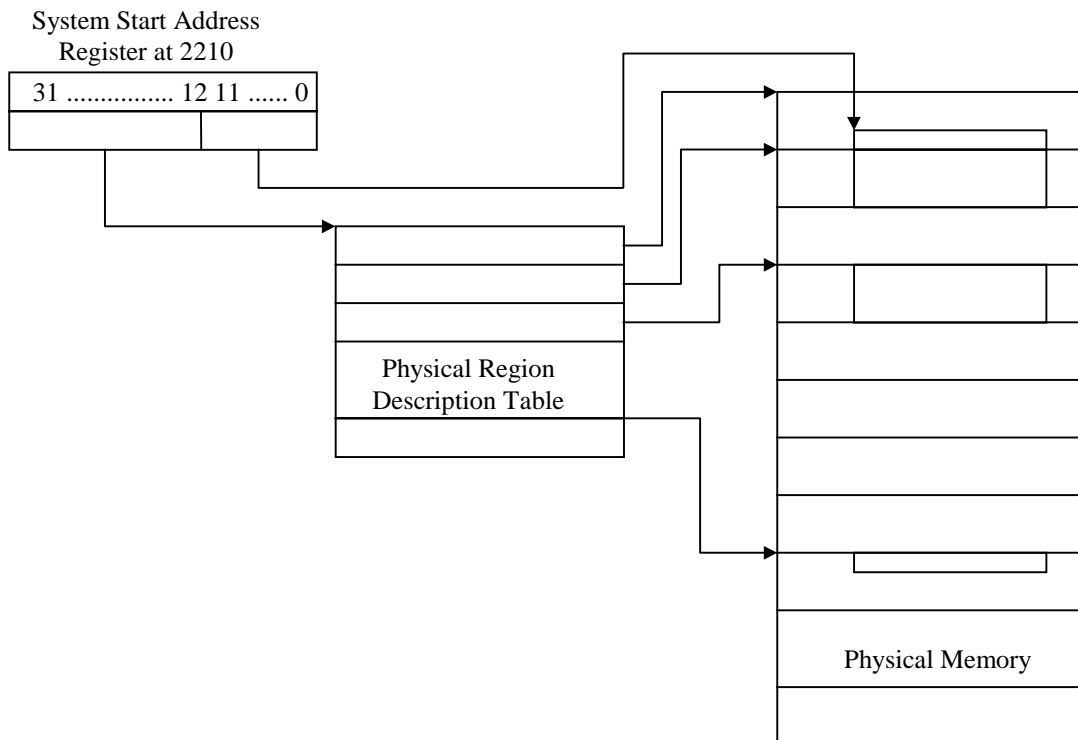 System Start Address
Register at 2210
31 ............... 12 11 ...... 0
Physical Region
Description Table
Physical Memory